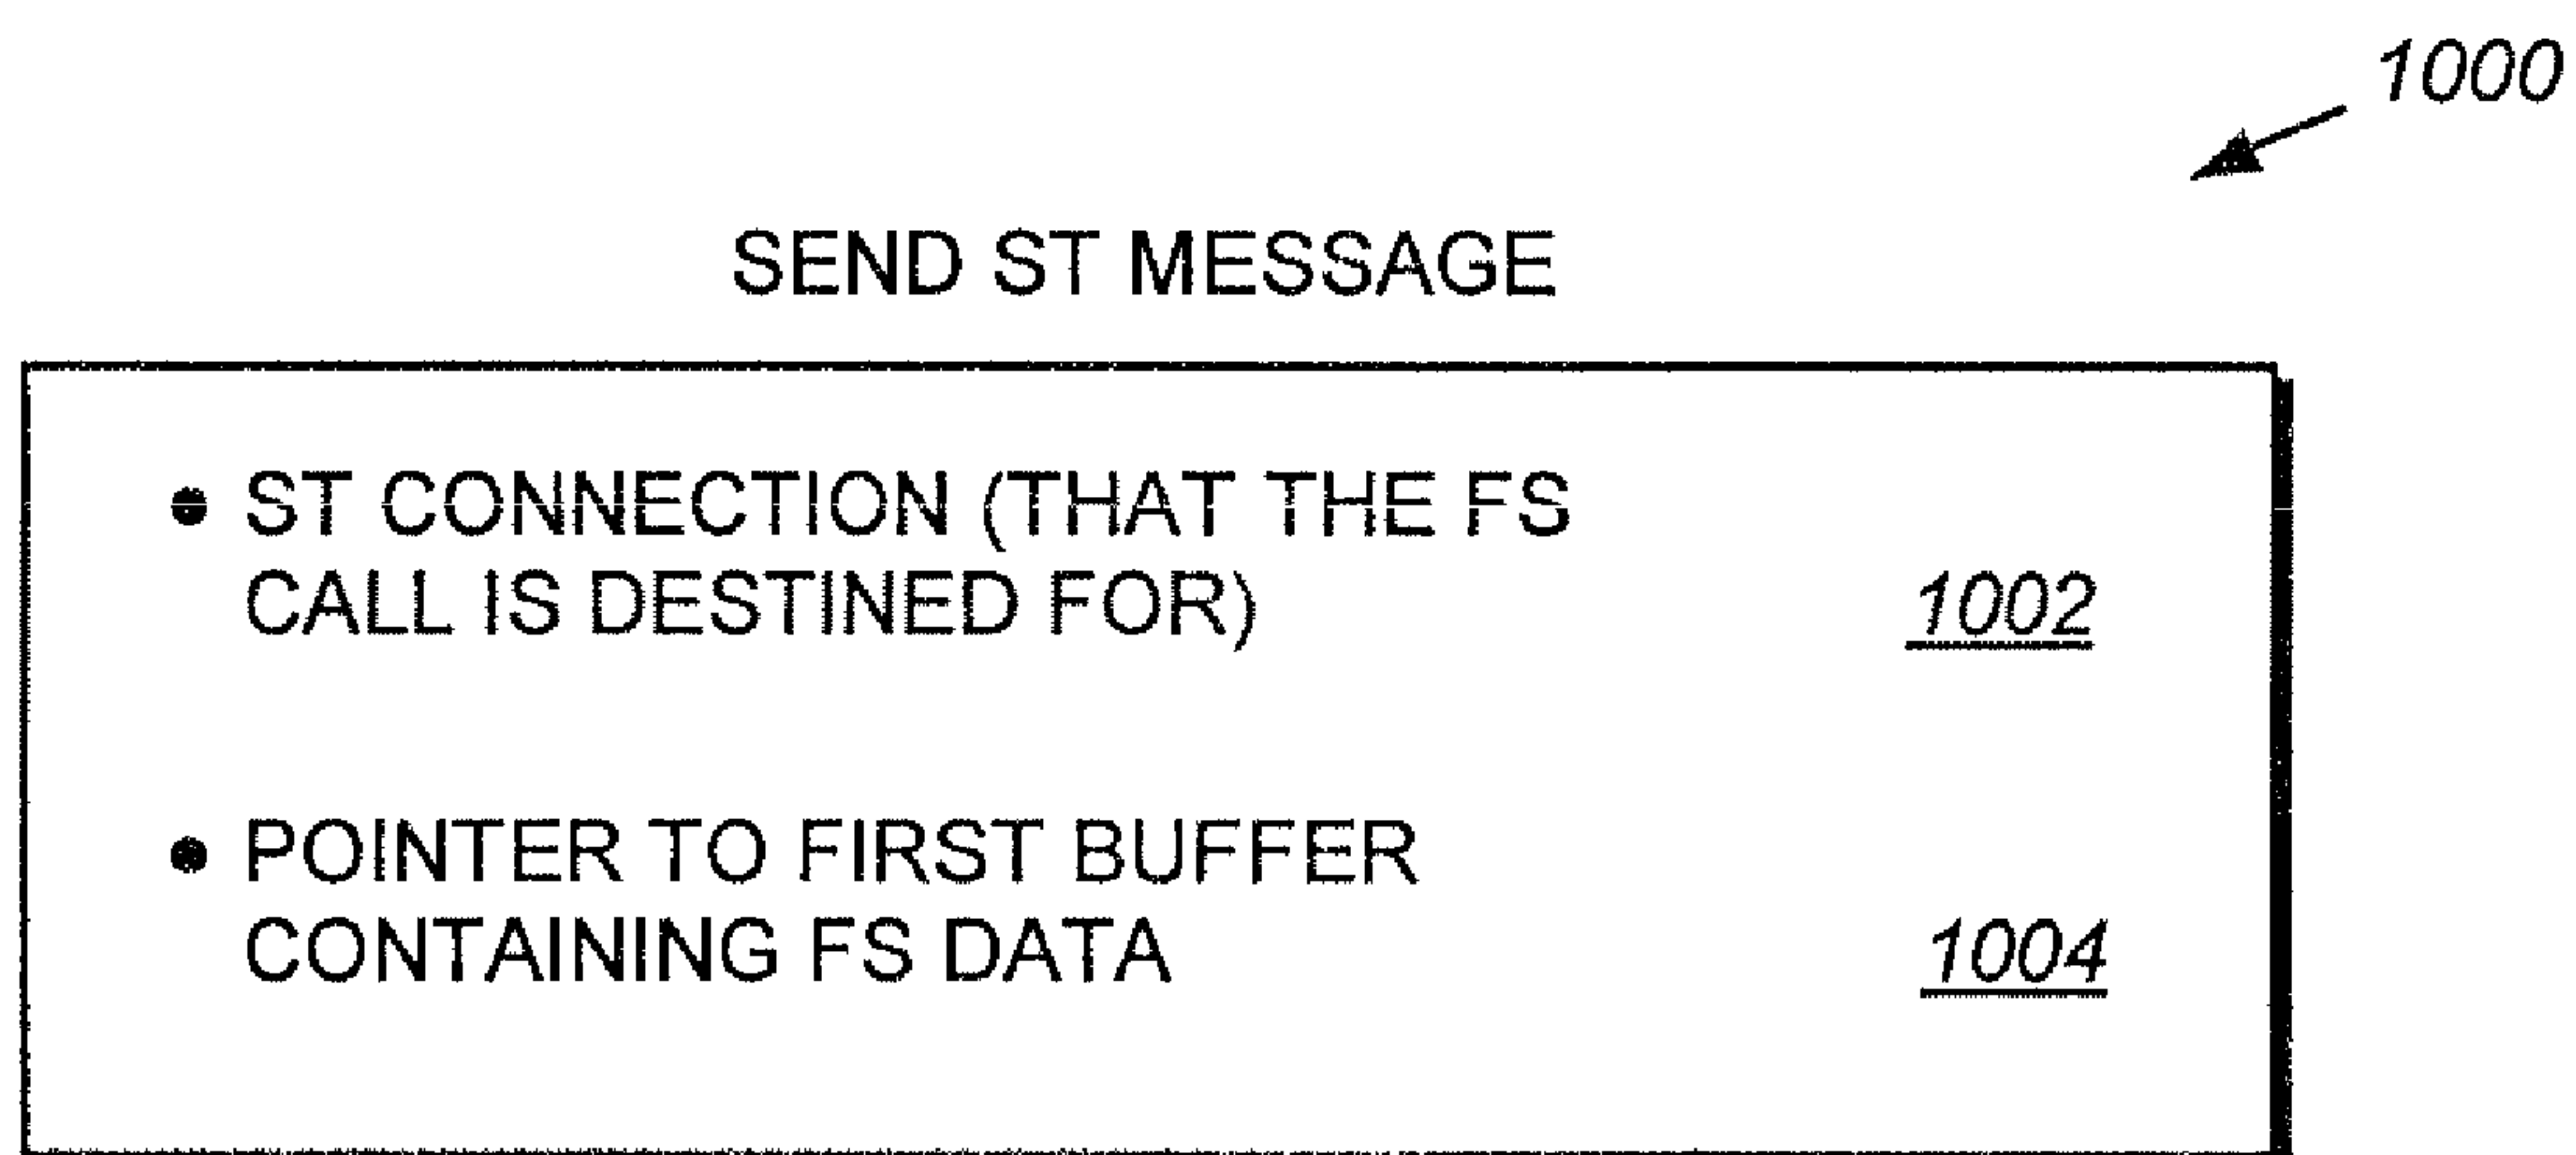 1000
SEND ST MESSAGE
• ST CONNECTION (THAT THE FS
CALL IS DESTINED FOR)
1002
• POINTER TO FIRST BUFFER
CONTAINING FS DATA
1004